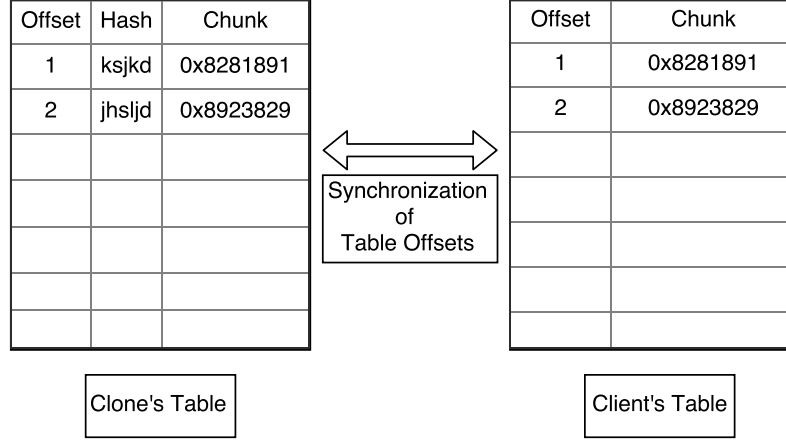 Offset Hash Chunk
1 ksjkd 0x8281891
2 jhsljd 0x8923829
Synchronization
of
Table Offsets
Offset Chunk
1 0x8281891
2 0x8923829
Clone's Table
Client's Table